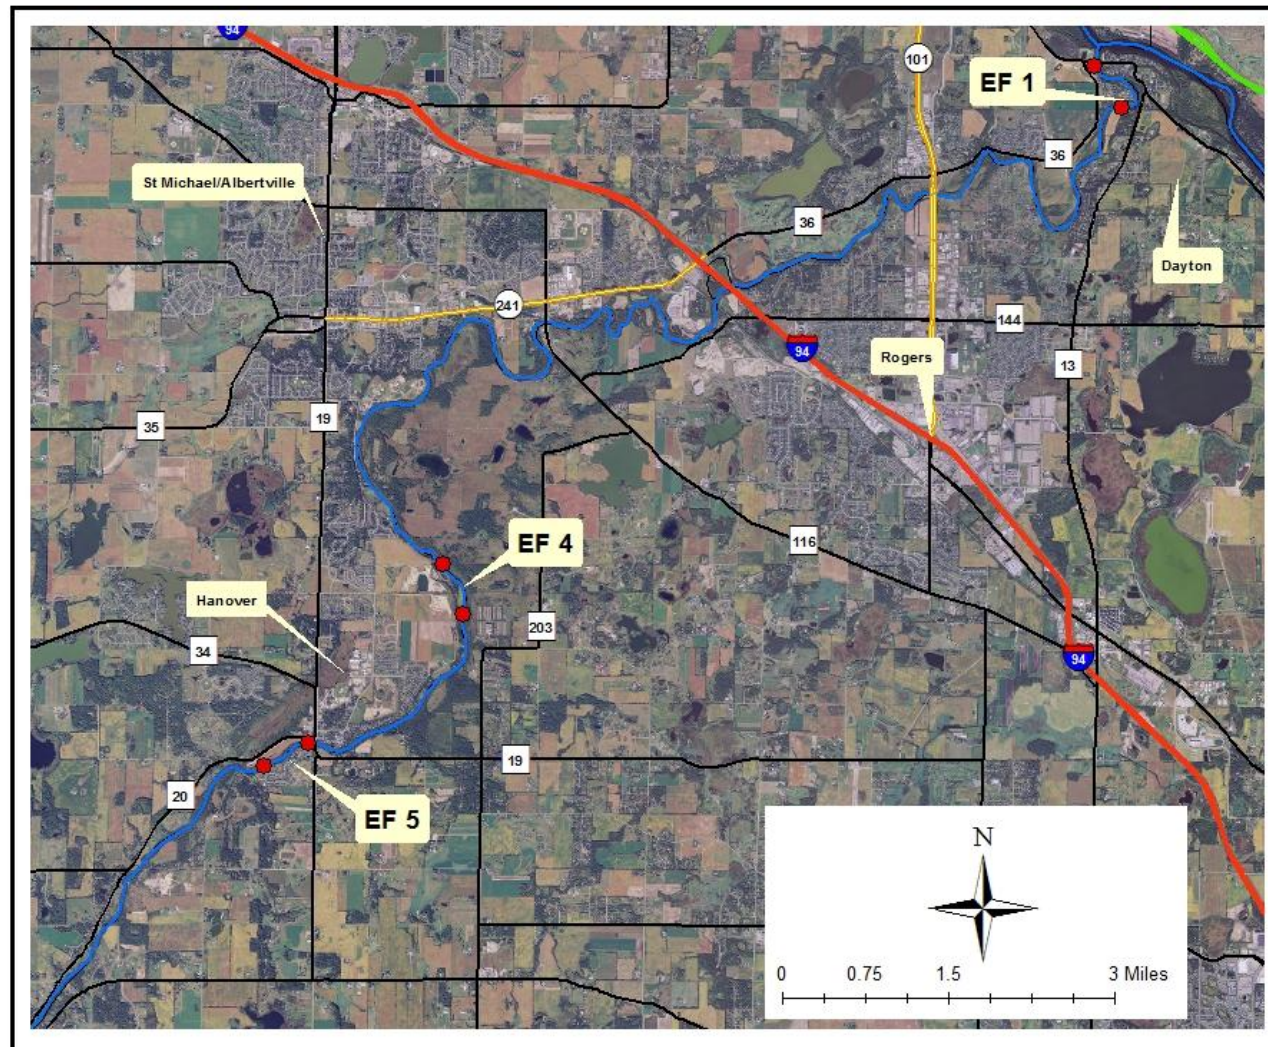 94
101
EF 1
36
St Michael/Albertville
36
Dayton
241
144
94
Rogers
13
19
35
EF 4
116
Hanover
203
34
94
19
20
EF 5
N
0 0.75 1.5 3 Miles